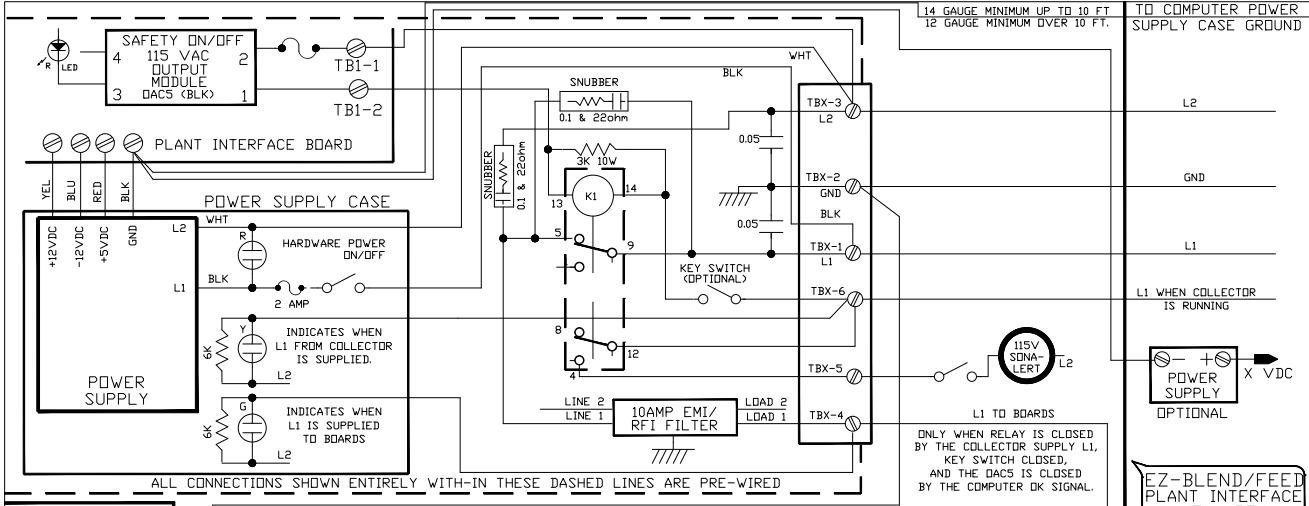 14 GAUGE MINIMUM UP TO 10 FT
12 GAUGE MINIMUM OVER 10 FT.
TO COMPUTER POWER
SUPPLY CASE GROUND
SAFETY ON/OFF
115 VAC
OUTPUT
MODULE
OAC5 (BLK)
4
2
3
1
R
LED
TB1-1
TB1-2
PLANT INTERFACE BOARD
YEL
BLU
RED
BLK
WHT
BLK
SNUBBER
0.1 & 22ohm
SNUBBER
0.1 & 22ohm
3K 10W
K1
13
14
5
9
8
12
4
KEY SWITCH
(OPTIONAL)
0.05
0.05
BLK
TBX-3
L2
TBX-2
GND
TBX-1
L1
TBX-6
TBX-5
TBX-4
L2
GND
L1
L1 WHEN COLLECTOR
IS RUNNING
POWER SUPPLY CASE
+12VDC
-12VDC
+5VDC
GND
L2
L1
WHT
R
BLK
HARDWARE POWER
ON/OFF
2 AMP
6K
Y
INDICATES WHEN
L1 FROM COLLECTOR
IS SUPPLIED.
L2
POWER
SUPPLY
6K
G
INDICATES WHEN
L1 IS SUPPLIED
TO BOARDS
L2
LINE 2
LINE 1
10AMP EMI/
RFI FILTER
LOAD 2
LOAD 1
115V
SONA-
LERT
L2
- +
POWER
SUPPLY
OPTIONAL
X VDC
L1 TO BOARDS
ONLY WHEN RELAY IS CLOSED
BY THE COLLECTOR SUPPLY L1,
KEY SWITCH CLOSED,
AND THE OAC5 IS CLOSED
BY THE COMPUTER OK SIGNAL.
ALL CONNECTIONS SHOWN ENTIRELY WITH-IN THESE DASHED LINES ARE PRE-WIRED
EZ-BLEND/FEED
PLANT INTERFACE